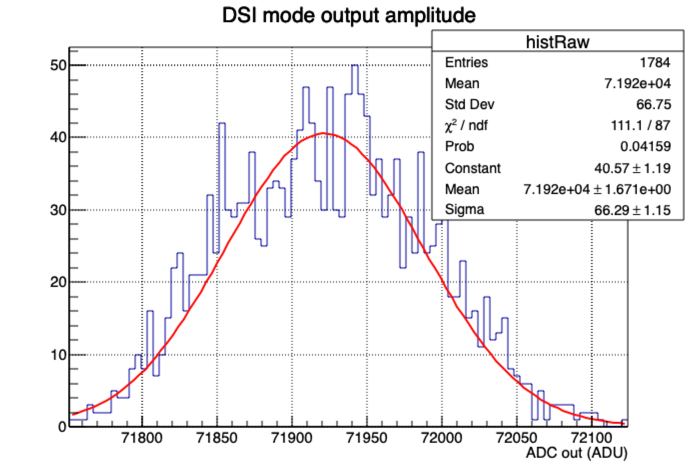 DSI mode output amplitude
histRaw
Entries 1784
Mean 7.192e+04
Std Dev 66.75
χ² / ndf 111.1 / 87
Prob 0.04159
Constant 40.57 ± 1.19
Mean 7.192e+04 ± 1.671e+00
Sigma 66.29 ± 1.15
50
40
30
20
10
0
71800 71850 71900 71950 72000 72050 72100
ADC out (ADU)